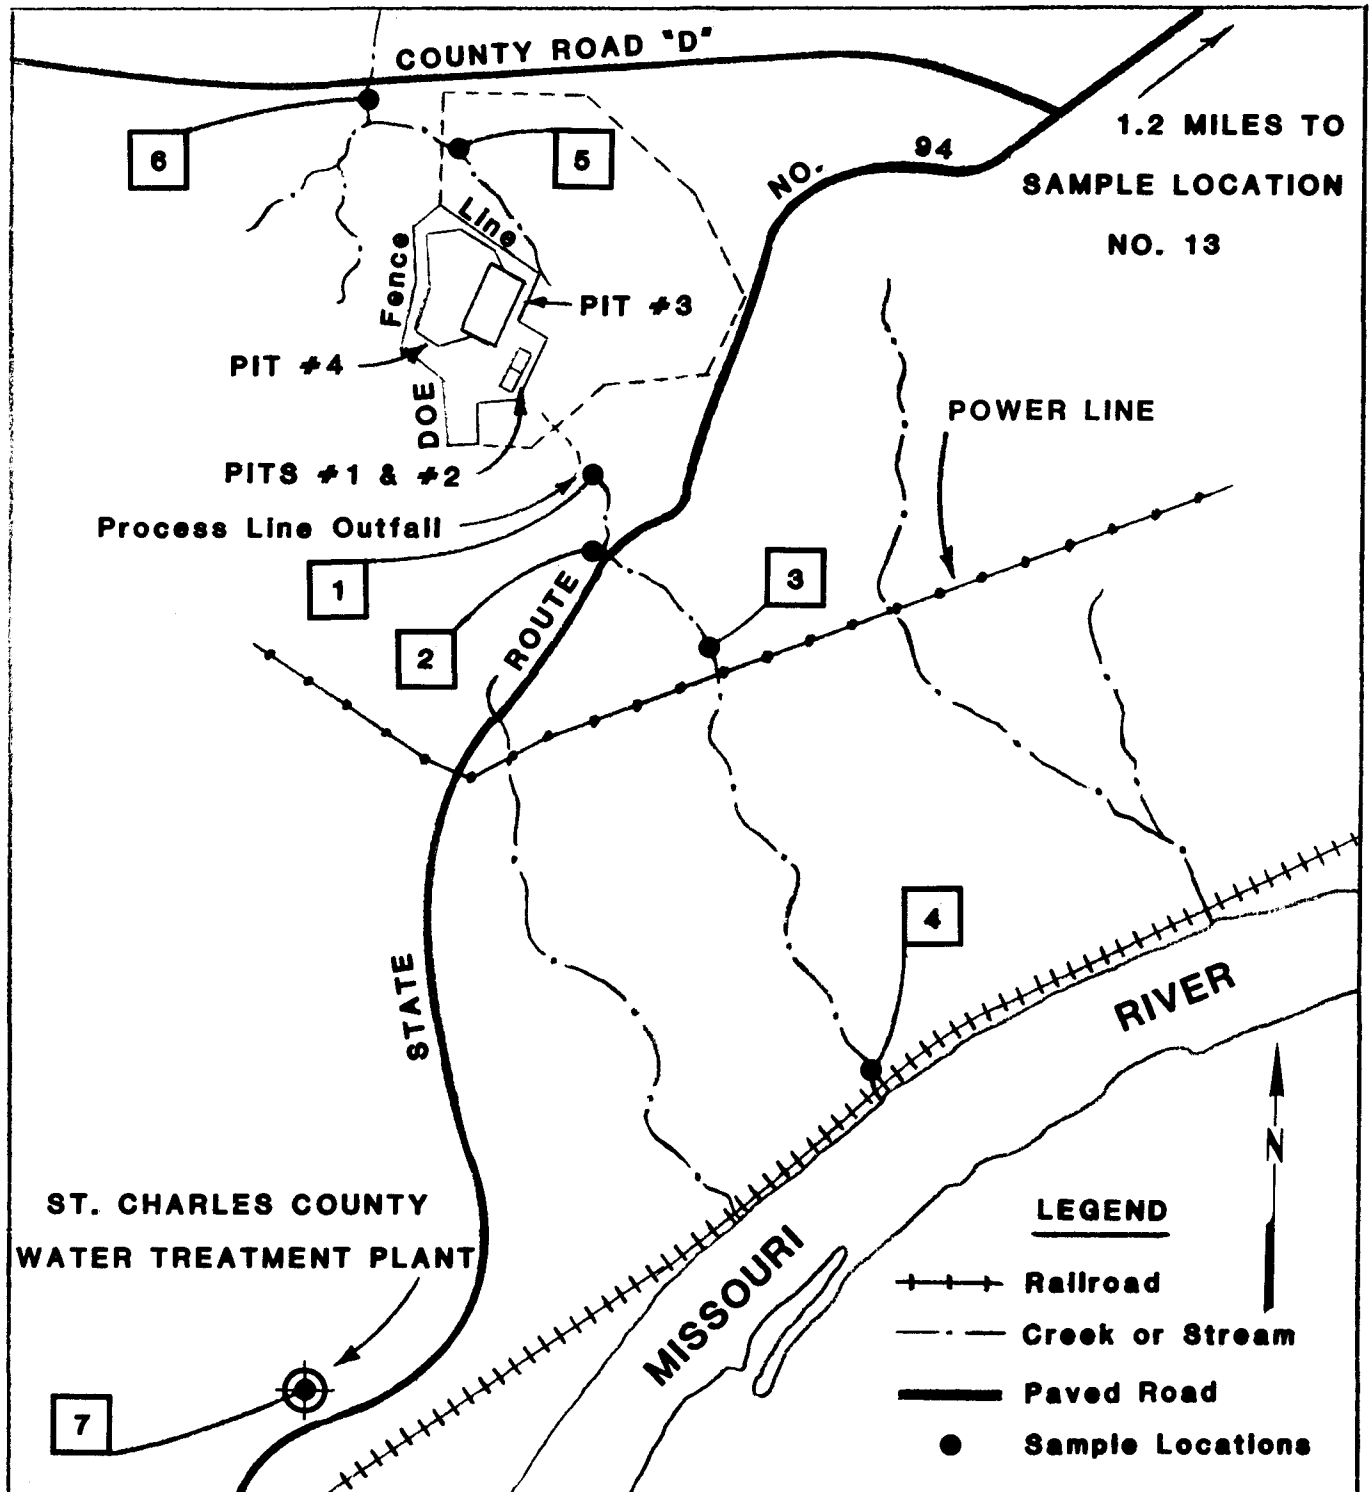 COUNTY ROAD "D"
1.2 MILES TO
SAMPLE LOCATION
NO. 13
6
5
NO. 94
Line
Fence
DOE
PIT #3
PIT #4
PITS #1 & #2
Process Line Outfall
POWER LINE
1
2
3
ROUTE
4
STATE
RIVER
MISSOURI
N
ST. CHARLES COUNTY
WATER TREATMENT PLANT
7
LEGEND
Railroad
Creek or Stream
Paved Road
Sample Locations